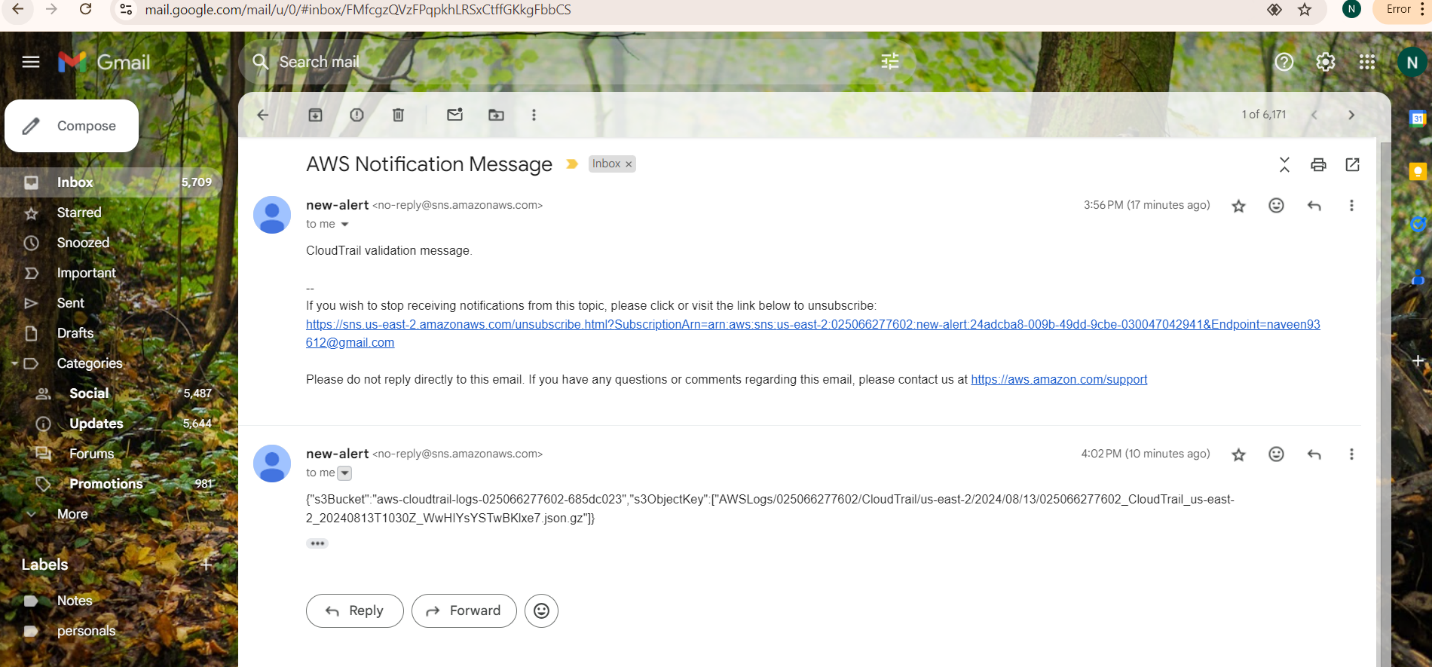 mail.google.com/mail/u/0/#inbox/FMfcgzQVzFPqpkhLRSxCtffGKkgFbbCS
N
Error
Gmail
Search mail
N
Compose
1 of 6,171
31
Inbox 5,709
Starred
Snoozed
Important
Sent
Drafts
Categories
Social 5,487
Updates 5,644
Forums
Promotions 981
More
Labels
Notes
personals
AWS Notification Message
Inbox ×
new-alert <no-reply@sns.amazonaws.com>
3:56 PM (17 minutes ago)
to me
CloudTrail validation message.
--
If you wish to stop receiving notifications from this topic, please click or visit the link below to unsubscribe:
https://sns.us-east-2.amazonaws.com/unsubscribe.html?SubscriptionArn=arn:aws:sns:us-east-2:025066277602:new-alert:24adcba8-009b-49dd-9cbe-030047042941&Endpoint=naveen93
612@gmail.com
Please do not reply directly to this email. If you have any questions or comments regarding this email, please contact us at https://aws.amazon.com/support
new-alert <no-reply@sns.amazonaws.com>
4:02 PM (10 minutes ago)
to me
{"s3Bucket":"aws-cloudtrail-logs-025066277602-685dc023","s3ObjectKey":["AWSLogs/025066277602/CloudTrail/us-east-2/2024/08/13/025066277602_CloudTrail_us-east-
2_20240813T1030Z_WwHIYsYSTwBKlxe7.json.gz"]}
Reply
Forward